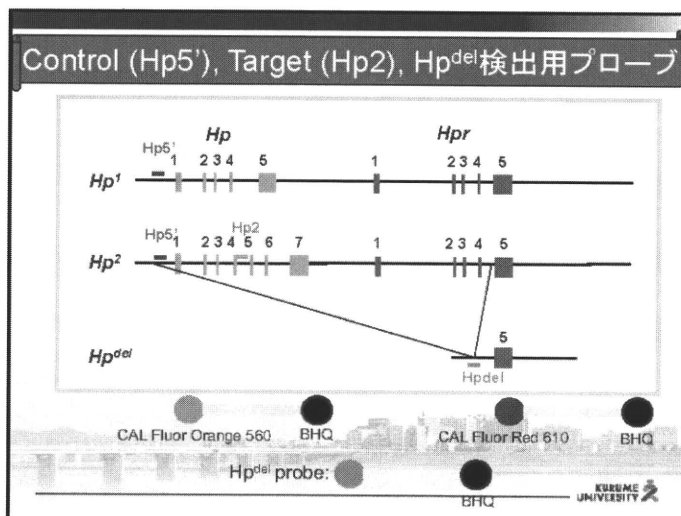 Control (Hp5’), Target (Hp2), Hpdel検出用プローブ
Hp Hpr
Hp5’ 1 2 3 4 5 1 2 3 4 5
Hp1
Hp5’ 1 2 3 4 Hp2 5 6 7 1 2 3 4 5
Hp2
5
Hpdel
Hpdel
CAL Fluor Orange 560 BHQ CAL Fluor Red 610 BHQ
Hpdel probe:
BHQ
KURUME
UNIVERSITY